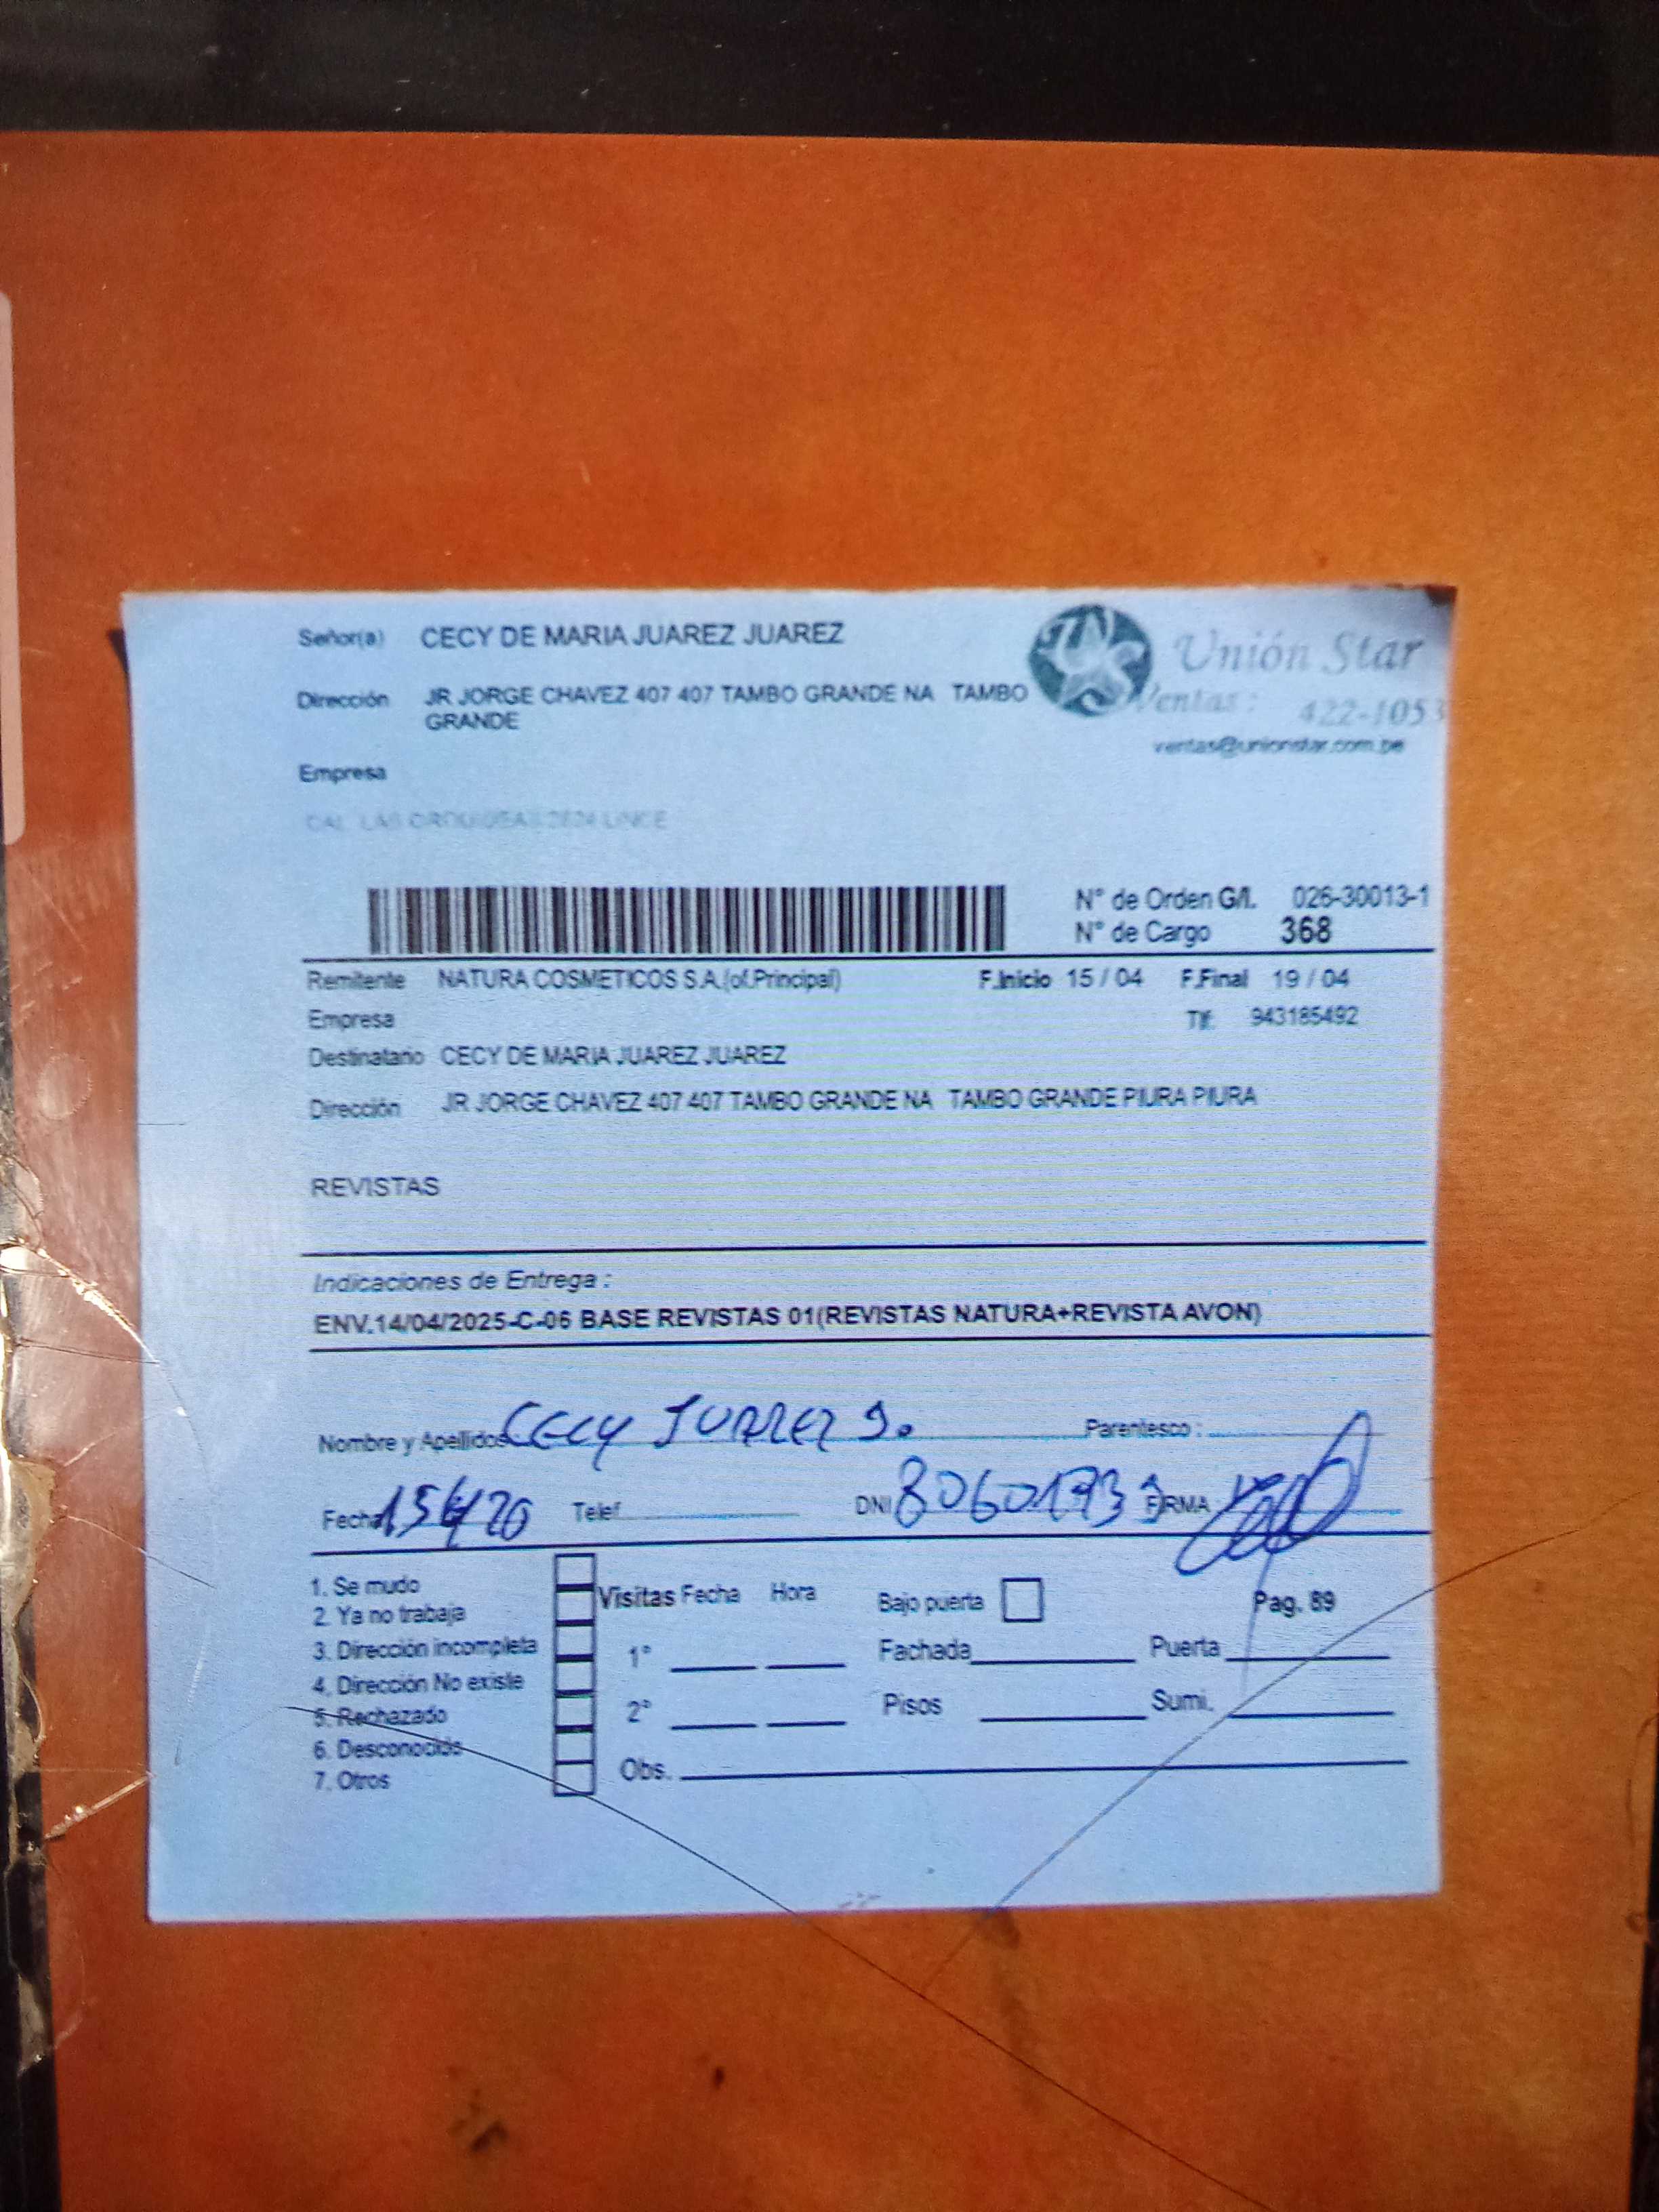 Señor(a) CECY DE MARIA JUAREZ JUAREZ
Unión Star
Dirección JR JORGE CHAVEZ 407 407 TAMBO GRANDE NA TAMBO
GRANDE
Ventas: 422-1053
ventas@unionstar.com.pe
Empresa
CAL LAS LINCE
N° de Orden G/I. 026-30013-1
N° de Cargo 368
Remitente NATURA COSMETICOS S.A.(of.Principal) F.Inicio 15 / 04 F.Final 19 / 04
Empresa Tlf. 943185492
Destinatario CECY DE MARIA JUAREZ JUAREZ
Dirección JR JORGE CHAVEZ 407 407 TAMBO GRANDE NA TAMBO GRANDE PIURA PIURA
REVISTAS
Indicaciones de Entrega :
ENV.14/04/2025-C-06 BASE REVISTAS 01(REVISTAS NATURA+REVISTA AVON)
Nombre y Apellidos Cecy JUAREZ J. Parentesco :
Fecha Telef. DNI FIRMA
1. Se mudo
2. Ya no trabaja
3. Dirección incompleta
4. Dirección No existe
5. Rechazado
6. Desconocido
7. Otros
Visitas Fecha Hora
1°
2°
Obs.
Bajo puerta Pag. 89
Fachada Puerta
Pisos Sumi.